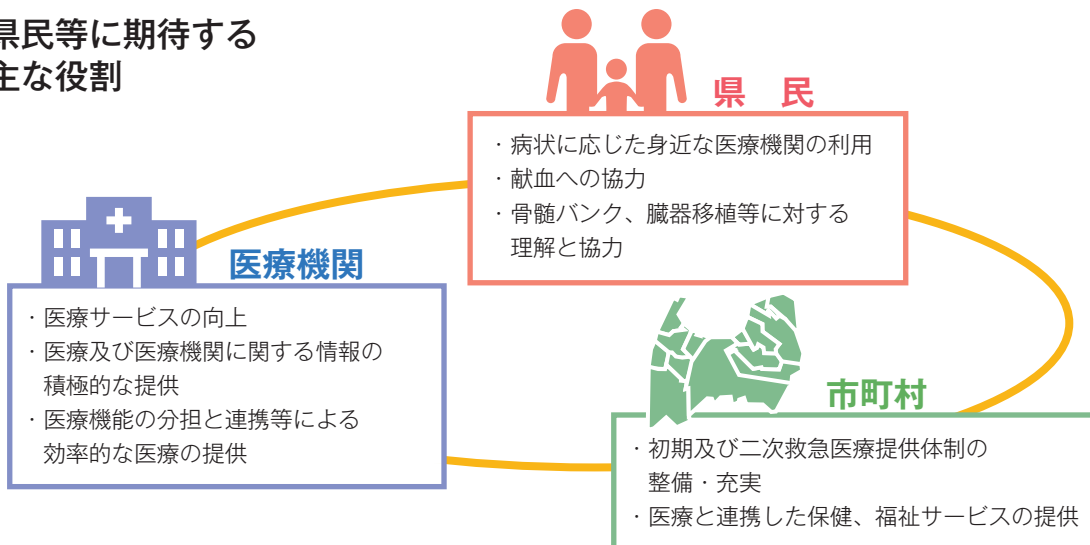 県民等に期待する
主な役割
県　民
・病状に応じた身近な医療機関の利用
・献血への協力
・骨髄バンク、臓器移植等に対する
理解と協力
医療機関
・医療サービスの向上
・医療及び医療機関に関する情報の
積極的な提供
・医療機能の分担と連携等による
効率的な医療の提供
市町村
・初期及び二次救急医療提供体制の
整備・充実
・医療と連携した保健、福祉サービスの提供